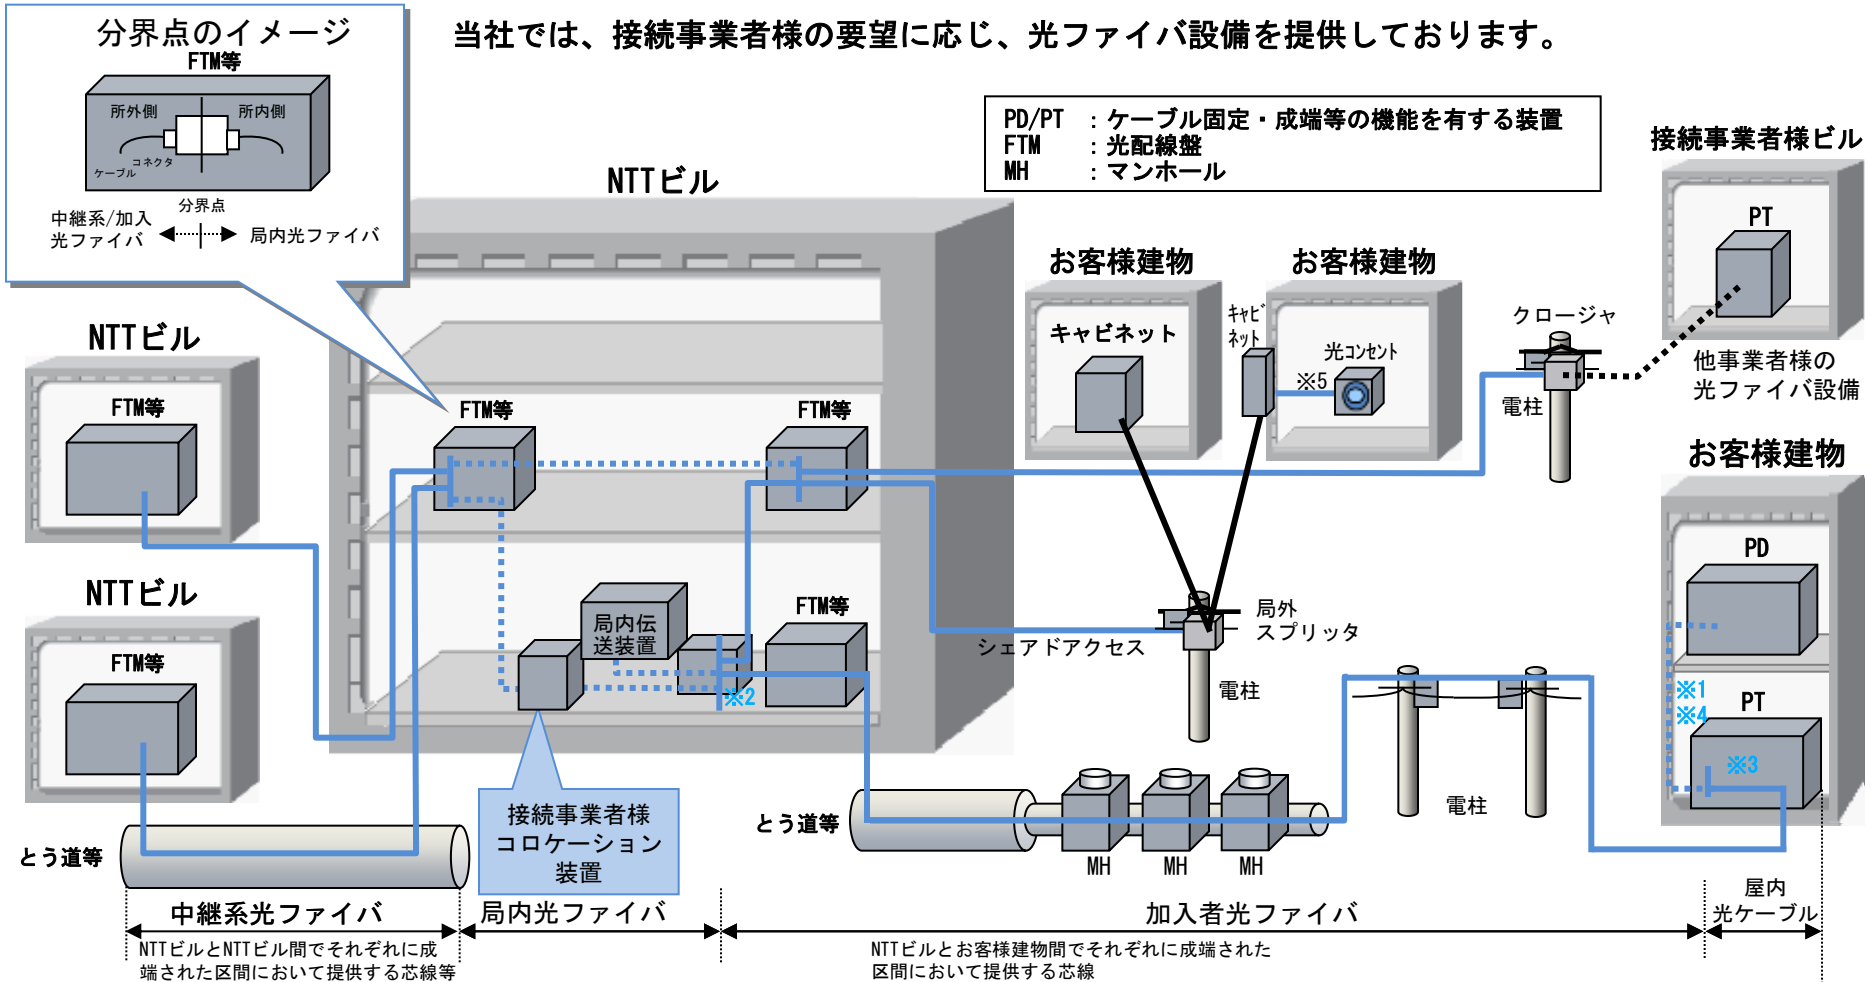 当社では、接続事業者様の要望に応じ、光ファイバ設備を提供しております。
分界点のイメージ
FTM等
所外側
所内側
コネクタ
ケーブル
分界点
中継系/加入
光ファイバ
局内光ファイバ
PD/PT ：ケーブル固定・成端等の機能を有する装置
FTM ：光配線盤
MH ：マンホール
接続事業者様ビル
PT
他事業者様の
光ファイバ設備
NTTビル
お客様建物
キャビネット
お客様建物
キャビ
ネット
光コンセント
※5
クロージャ
電柱
NTTビル
FTM等
FTM等
FTM等
お客様建物
PD
※1
※4
PT
※3
NTTビル
FTM等
局内伝
送装置
FTM等
※2
シェアドアクセス
局外
スプリッタ
電柱
電柱
接続事業者様
コロケーション
装置
とう道等
とう道等
MH
MH
MH
中継系光ファイバ
局内光ファイバ
加入者光ファイバ
屋内
光ケーブル
NTTビルとNTTビル間でそれぞれに成
端された区間において提供する芯線等
NTTビルとお客様建物間でそれぞれに成端された
区間において提供する芯線